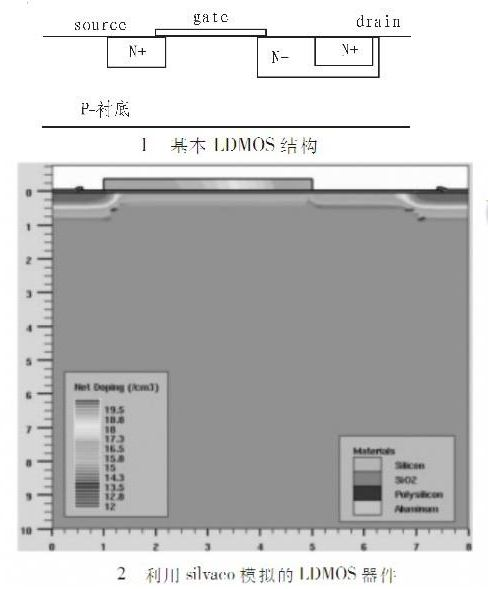 source gate drain
N+ N- N+
P-衬底
1 基本 LDMOS 结构
0
1
2
3
4
5
6
7
8
9
10
Net Doping (/cm3)
19.5
18.8
18
17.3
16.5
15.8
15
14.3
13.5
12.8
12
Materials
Silicon
SiO2
Polysilicon
Aluminum
0 1 2 3 4 5 6 7 8
2 利用 silvaco 模拟的 LDMOS 器件